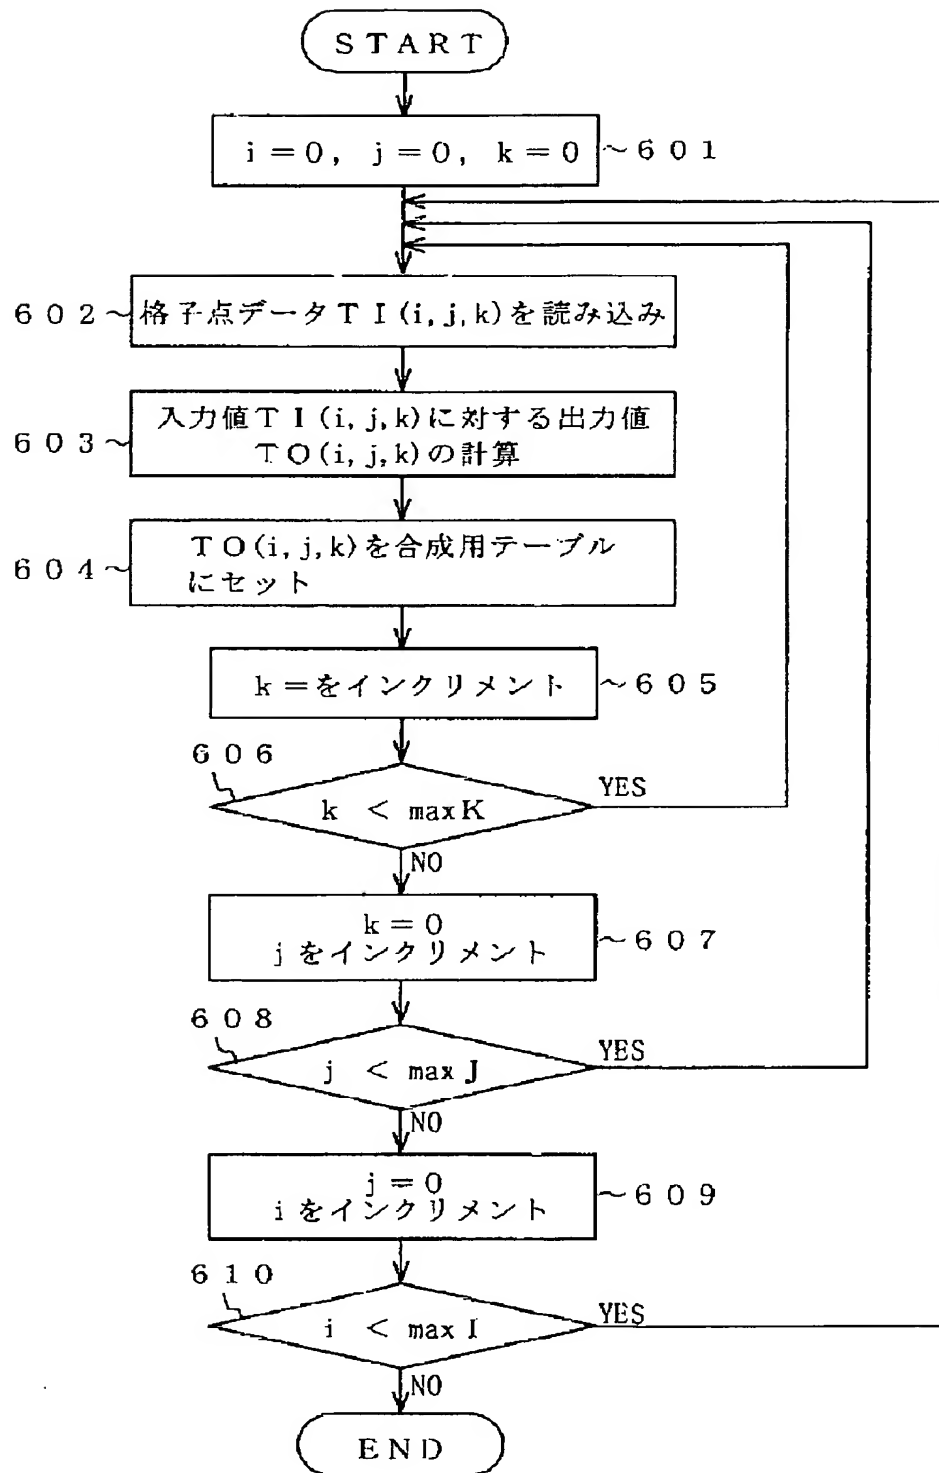 START
i=0, j=0, k=0
~601
602~
格子点データTI(i,j,k)を読み込み
603~
入力値TI(i,j,k)に対する出力値
TO(i,j,k)の計算
604~
TO(i,j,k)を合成用テーブル
にセット
k=をインクリメント
~605
606
k < maxK
YES
NO
k=0
jをインクリメント
~607
608
j < maxJ
YES
NO
j=0
iをインクリメント
~609
610
i < maxI
YES
NO
END